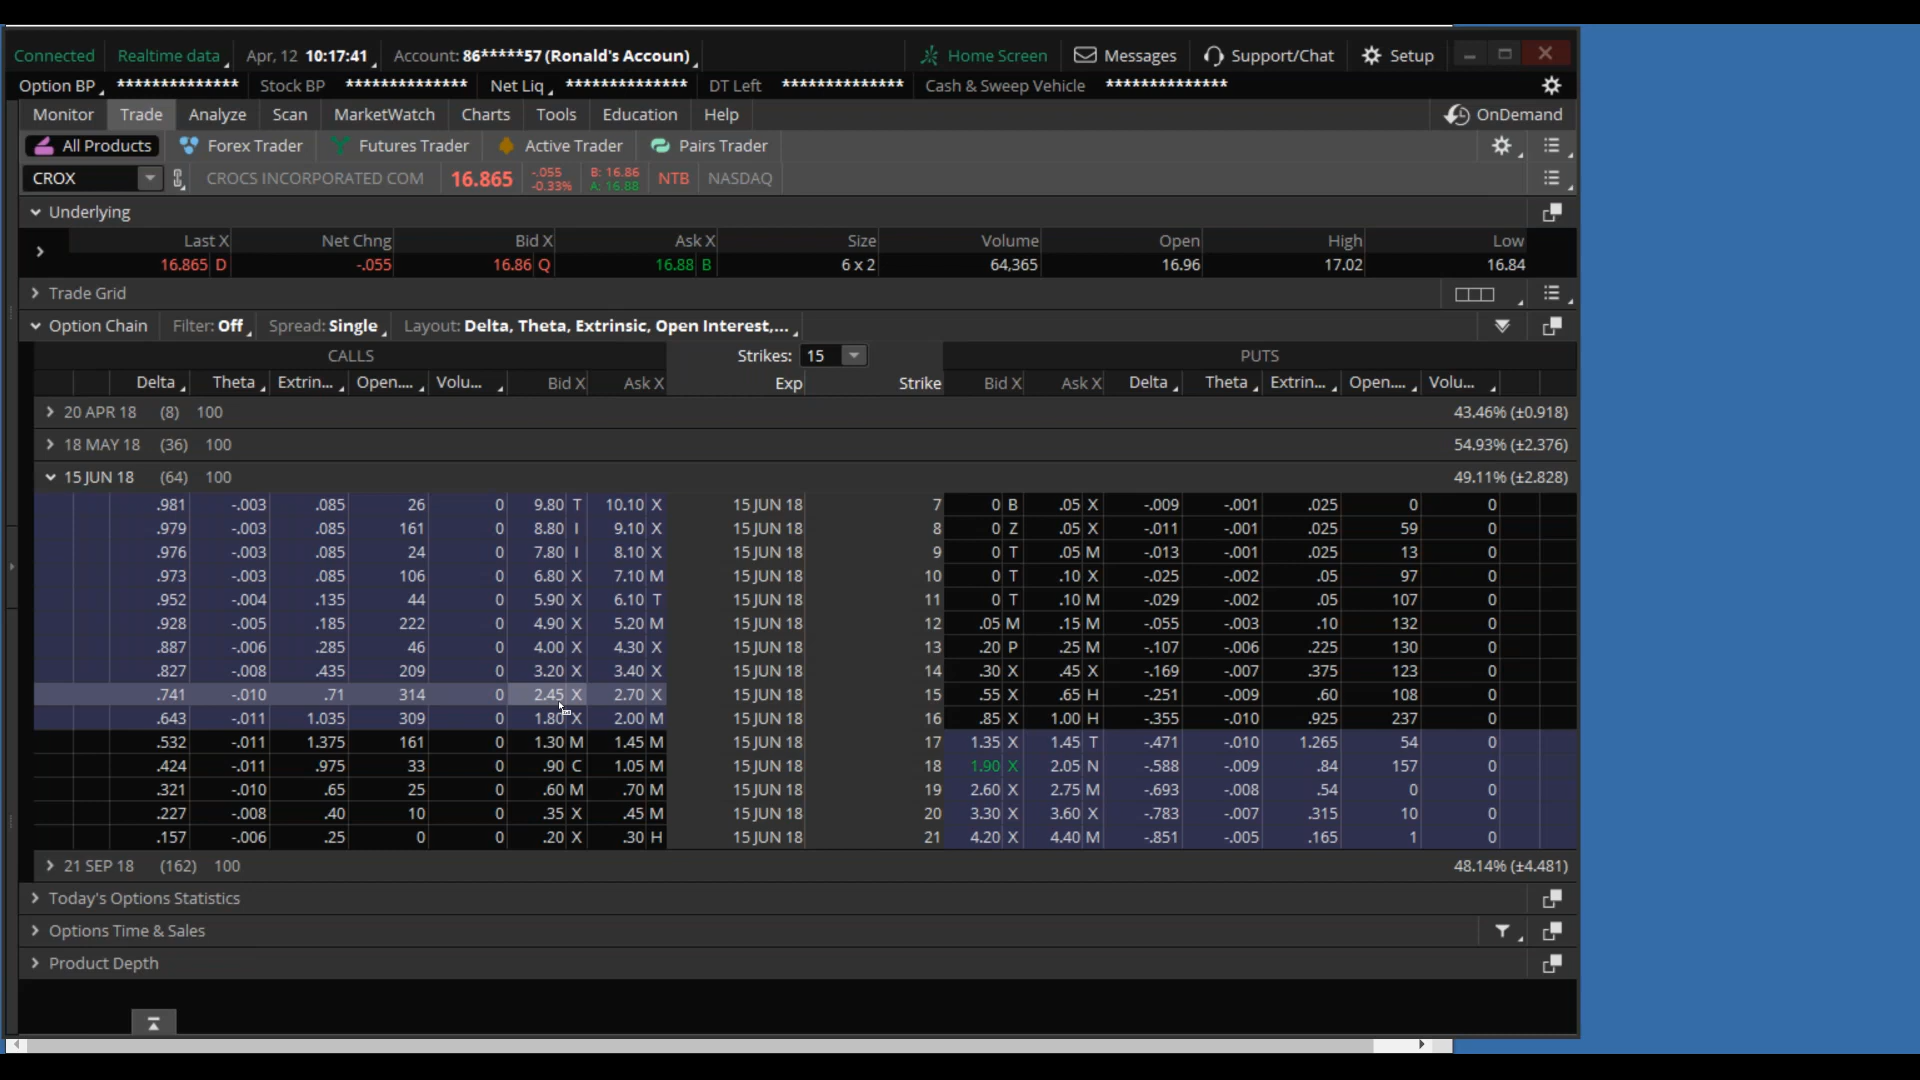 Connected Realtime data Apr, 12 10:17:41 Account: 86*****57 (Ronald's Accoun) Home Screen Messages Support/Chat Setup
Option BP ************** Stock BP ************** Net Liq ************** DT Left ************** Cash & Sweep Vehicle **************
Monitor Trade Analyze Scan MarketWatch Charts Tools Education Help OnDemand
All Products Forex Trader Futures Trader Active Trader Pairs Trader
CROX CROCS INCORPORATED COM 16.865 -.055 -0.33% B: 16.86 A: 16.88 NTB NASDAQ
Underlying
Last X Net Chng Bid X Ask X Size Volume Open High Low
16.865 D -.055 16.86 Q 16.88 B 6 x 2 64,365 16.96 17.02 16.84
Trade Grid
Option Chain Filter: Off Spread: Single Layout: Delta, Theta, Extrinsic, Open Interest,...
CALLS Strikes: 15 PUTS
Delta Theta Extrin... Open.... Volu... Bid X Ask X Exp Strike Bid X Ask X Delta Theta Extrin... Open.... Volu...
20 APR 18 (8) 100 43.46% (±0.918)
18 MAY 18 (36) 100 54.93% (±2.376)
15 JUN 18 (64) 100 49.11% (±2.828)
.981 -.003 .085 26 0 9.80 T 10.10 X 15 JUN 18 7 0 B .05 X -.009 -.001 .025 0 0
.979 -.003 .085 161 0 8.80 I 9.10 X 15 JUN 18 8 0 Z .05 X -.011 -.001 .025 59 0
.976 -.003 .085 24 0 7.80 I 8.10 X 15 JUN 18 9 0 T .05 M -.013 -.001 .025 13 0
.973 -.003 .085 106 0 6.80 X 7.10 M 15 JUN 18 10 0 T .10 X -.025 -.002 .05 97 0
.952 -.004 .135 44 0 5.90 X 6.10 T 15 JUN 18 11 0 T .10 M -.029 -.002 .05 107 0
.928 -.005 .185 222 0 4.90 X 5.20 M 15 JUN 18 12 .05 M .15 M -.055 -.003 .10 132 0
.887 -.006 .285 46 0 4.00 X 4.30 X 15 JUN 18 13 .20 P .25 M -.107 -.006 .225 130 0
.827 -.008 .435 209 0 3.20 X 3.40 X 15 JUN 18 14 .30 X .45 X -.169 -.007 .375 123 0
.741 -.010 .71 314 0 2.45 X 2.70 X 15 JUN 18 15 .55 X .65 H -.251 -.009 .60 108 0
.643 -.011 1.035 309 0 1.80 X 2.00 M 15 JUN 18 16 .85 X 1.00 H -.355 -.010 .925 237 0
.532 -.011 1.375 161 0 1.30 M 1.45 M 15 JUN 18 17 1.35 X 1.45 T -.471 -.010 1.265 54 0
.424 -.011 .975 33 0 .90 C 1.05 M 15 JUN 18 18 1.90 X 2.05 N -.588 -.009 .84 157 0
.321 -.010 .65 25 0 .60 M .70 M 15 JUN 18 19 2.60 X 2.75 M -.693 -.008 .54 0 0
.227 -.008 .40 10 0 .35 X .45 M 15 JUN 18 20 3.30 X 3.60 X -.783 -.007 .315 10 0
.157 -.006 .25 0 0 .20 X .30 H 15 JUN 18 21 4.20 X 4.40 M -.851 -.005 .165 1 0
21 SEP 18 (162) 100 48.14% (±4.481)
Today's Options Statistics
Options Time & Sales
Product Depth